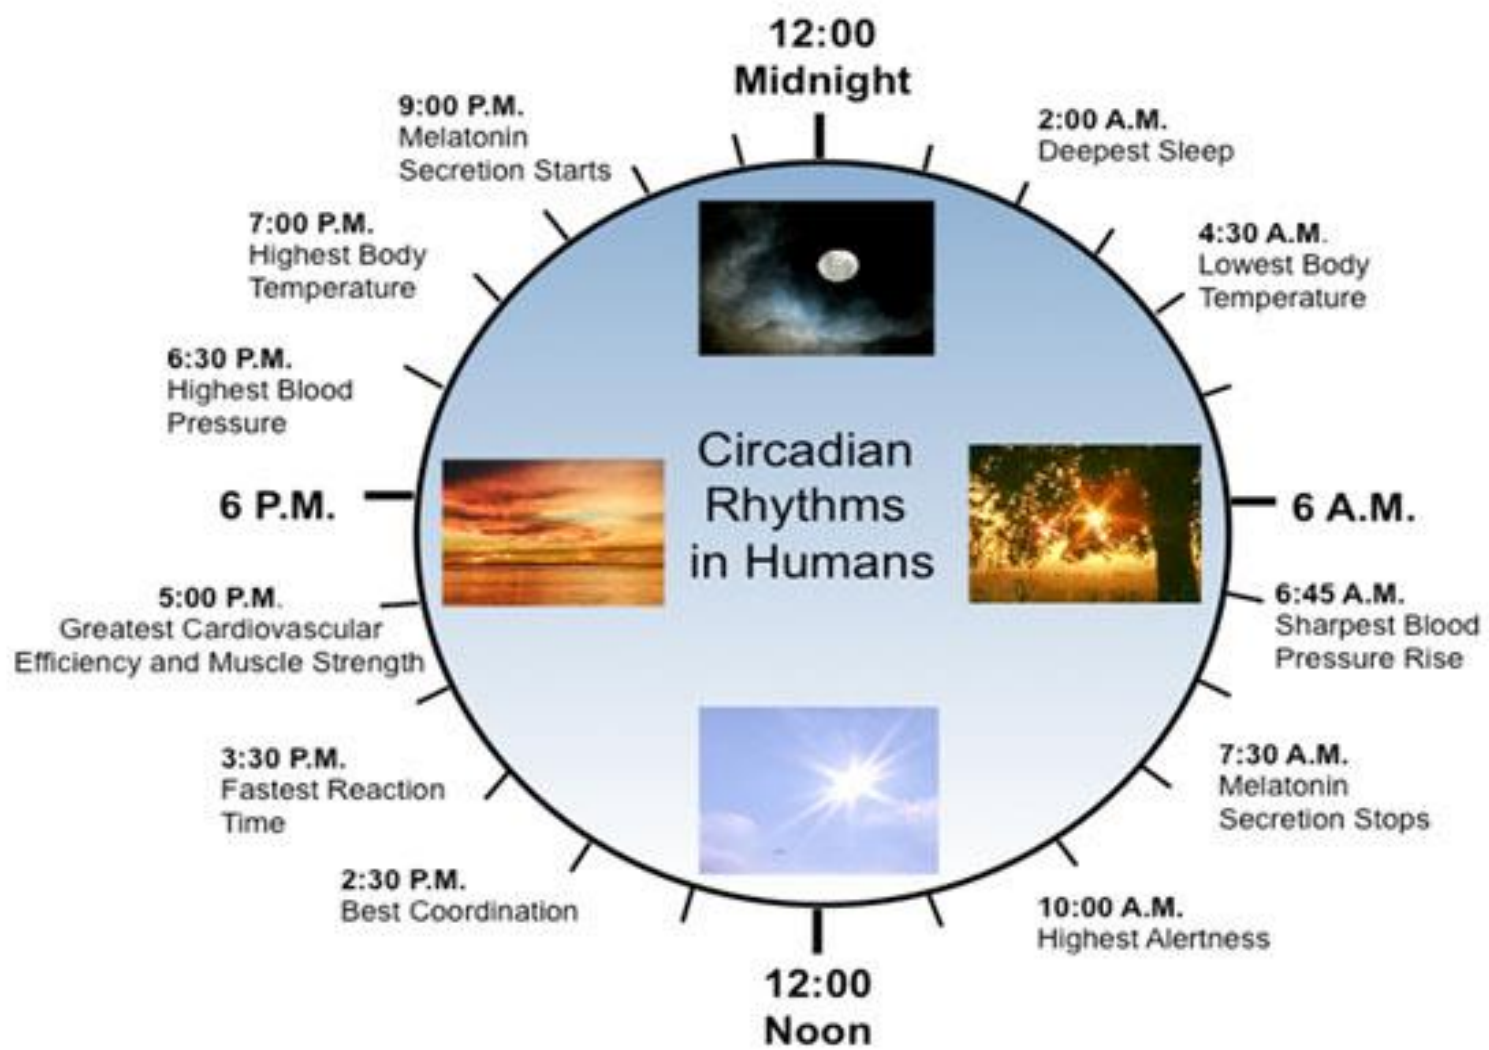 12:00
Midnight
2:00 A.M.
Deepest Sleep
4:30 A.M.
Lowest Body
Temperature
6 A.M.
6:45 A.M.
Sharpest Blood
Pressure Rise
7:30 A.M.
Melatonin
Secretion Stops
10:00 A.M.
Highest Alertness
12:00
Noon
2:30 P.M.
Best Coordination
3:30 P.M.
Fastest Reaction
Time
5:00 P.M.
Greatest Cardiovascular
Efficiency and Muscle Strength
6 P.M.
6:30 P.M.
Highest Blood
Pressure
7:00 P.M.
Highest Body
Temperature
9:00 P.M.
Melatonin
Secretion Starts
Circadian
Rhythms
in Humans